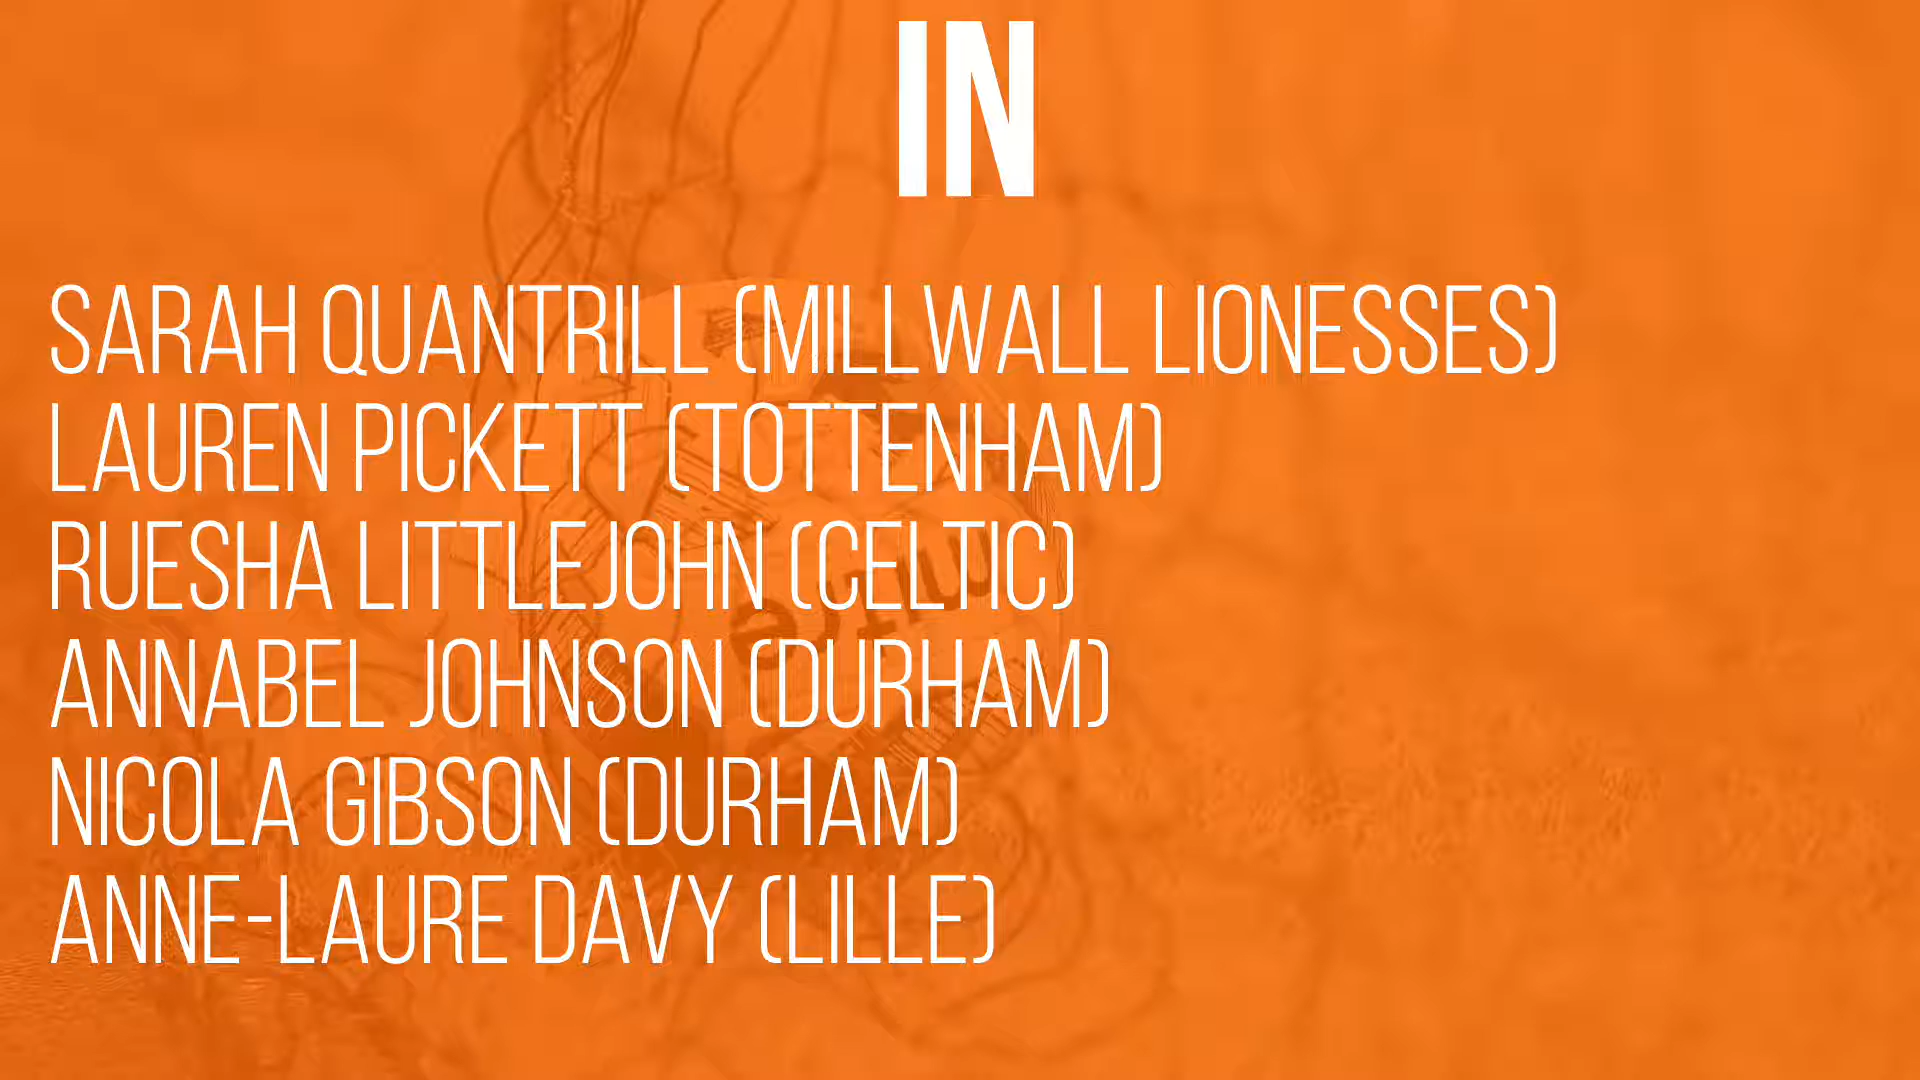 IN
SARAH QUANTRILL (MILLWALL LIONESSES)
LAUREN PICKETT (TOTTENHAM)
RUESHA LITTLEJOHN (CELTIC)
ANNABEL JOHNSON (DURHAM)
NICOLA GIBSON (DURHAM)
ANNE-LAURE DAVY (LILLE)
mitre